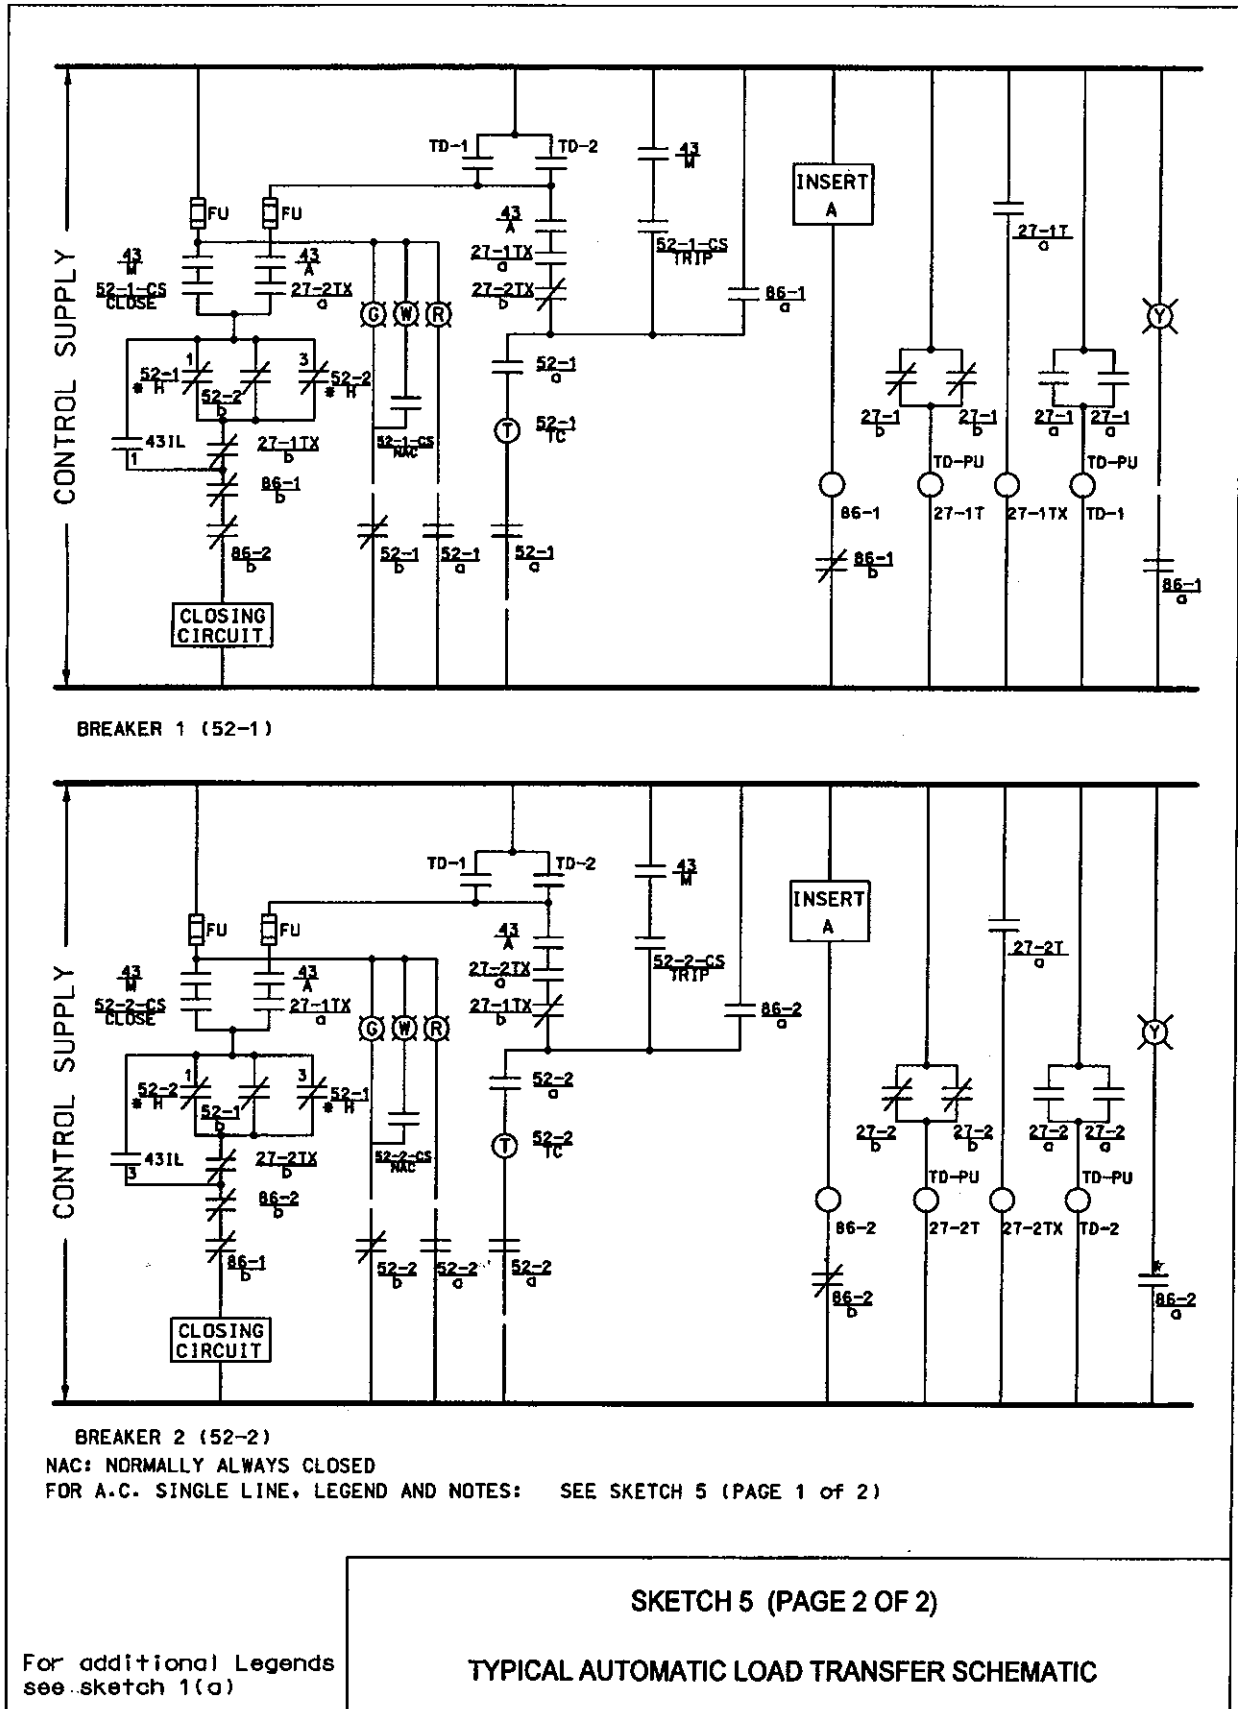 CONTROL SUPPLY
TD-1
TD-2
43
M
INSERT
A
FU
FU
43
A
52-1-CS
TRIP
27-1T
a
43
M
43
A
27-1TX
a
27-2TX
b
52-1-CS
CLOSE
27-2TX
a
86-1
a
G
W
R
Y
1
3
52-1
* H
52-2
b
52-2
* H
52-1
a
43IL
1
27-1TX
b
52-1-CS
NAC
T
52-1
TC
27-1
b
27-1
b
27-1
a
27-1
a
86-1
b
TD-PU
TD-PU
86-1
27-1T
27-1TX
TD-1
86-2
b
52-1
b
52-1
a
52-1
a
86-1
b
86-1
a
CLOSING
CIRCUIT
BREAKER 1 (52-1)
CONTROL SUPPLY
TD-1
TD-2
43
M
INSERT
A
FU
FU
43
A
52-2-CS
TRIP
27-2T
a
43
M
43
A
27-2TX
a
27-1TX
b
52-2-CS
CLOSE
27-1TX
a
86-2
a
G
W
R
Y
1
3
52-2
* H
52-1
b
52-1
* H
52-2
a
43IL
3
27-2TX
b
52-2-CS
NAC
T
52-2
TC
27-2
b
27-2
b
27-2
a
27-2
a
86-2
b
TD-PU
TD-PU
86-2
27-2T
27-2TX
TD-2
86-1
b
52-2
b
52-2
a
52-2
a
86-2
b
86-2
a
CLOSING
CIRCUIT
BREAKER 2 (52-2)
NAC: NORMALLY ALWAYS CLOSED
FOR A.C. SINGLE LINE, LEGEND AND NOTES: SEE SKETCH 5 (PAGE 1 of 2)
SKETCH 5 (PAGE 2 OF 2)
For additional Legends
see sketch 1(a)
TYPICAL AUTOMATIC LOAD TRANSFER SCHEMATIC